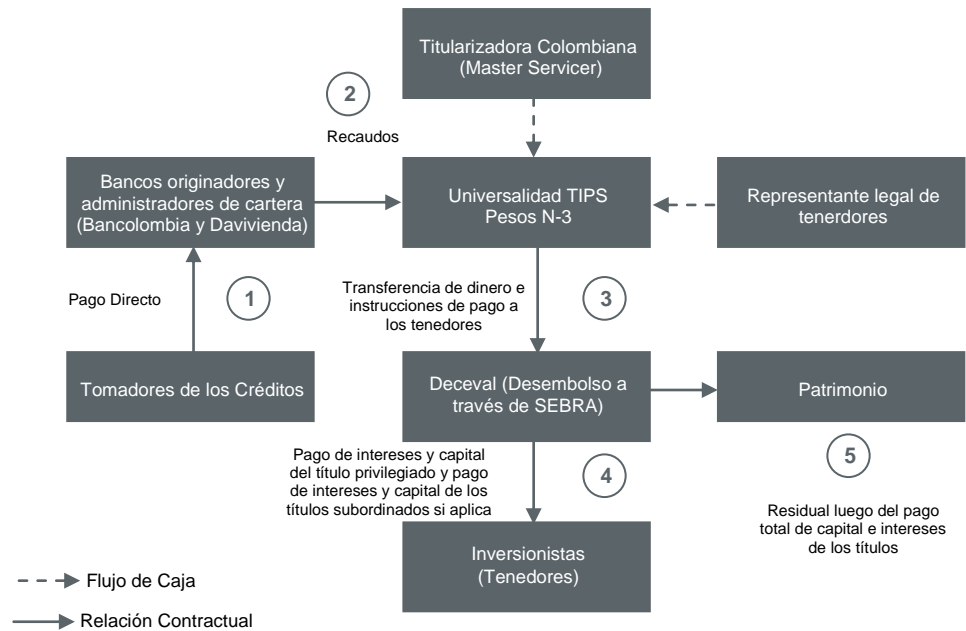 Titularizadora Colombiana
(Master Servicer)
2
Recaudos
Bancos originadores y
administradores de cartera
(Bancolombia y Davivienda)
Universalidad TIPS
Pesos N-3
Representante legal de
tenerdores
Pago Directo
1
Transferencia de dinero e
instrucciones de pago a
los tenedores
3
Tomadores de los Créditos
Deceval (Desembolso a
través de SEBRA)
Patrimonio
Pago de intereses y capital
del título privilegiado y pago
de intereses y capital de los
títulos subordinados si aplica
4
5
Residual luego del pago
total de capital e intereses
de los títulos
Inversionistas
(Tenedores)
Flujo de Caja
Relación Contractual